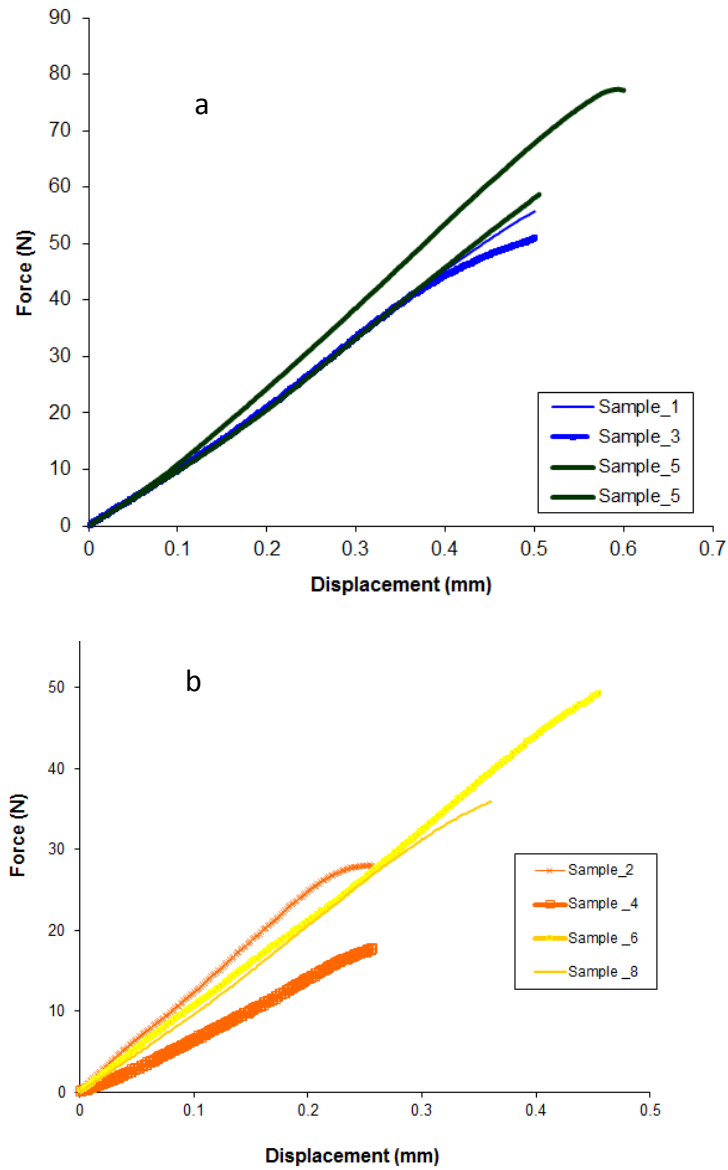 90
80
a
70
60
50
Force (N)
40
30
20
10
0
Sample_1
Sample_3
Sample_5
Sample_5
0 0.1 0.2 0.3 0.4 0.5 0.6 0.7
Displacement (mm)
b
50
40
Force (N)
30
20
10
0
Sample_2
Sample _4
Sample _6
Sample _8
0 0.1 0.2 0.3 0.4 0.5
Displacement (mm)